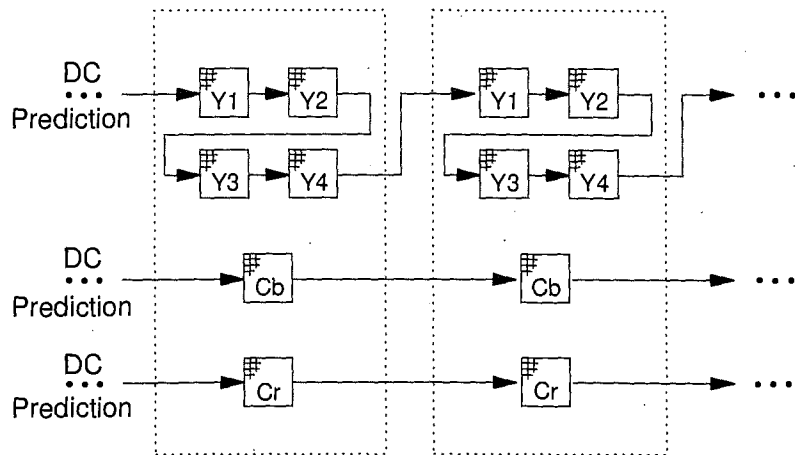 DC
...
Prediction
Y1 Y2 Y1 Y2 ...
Y3 Y4 Y3 Y4
DC
...
Prediction
Cb Cb ...
DC
...
Prediction
Cr Cr ...